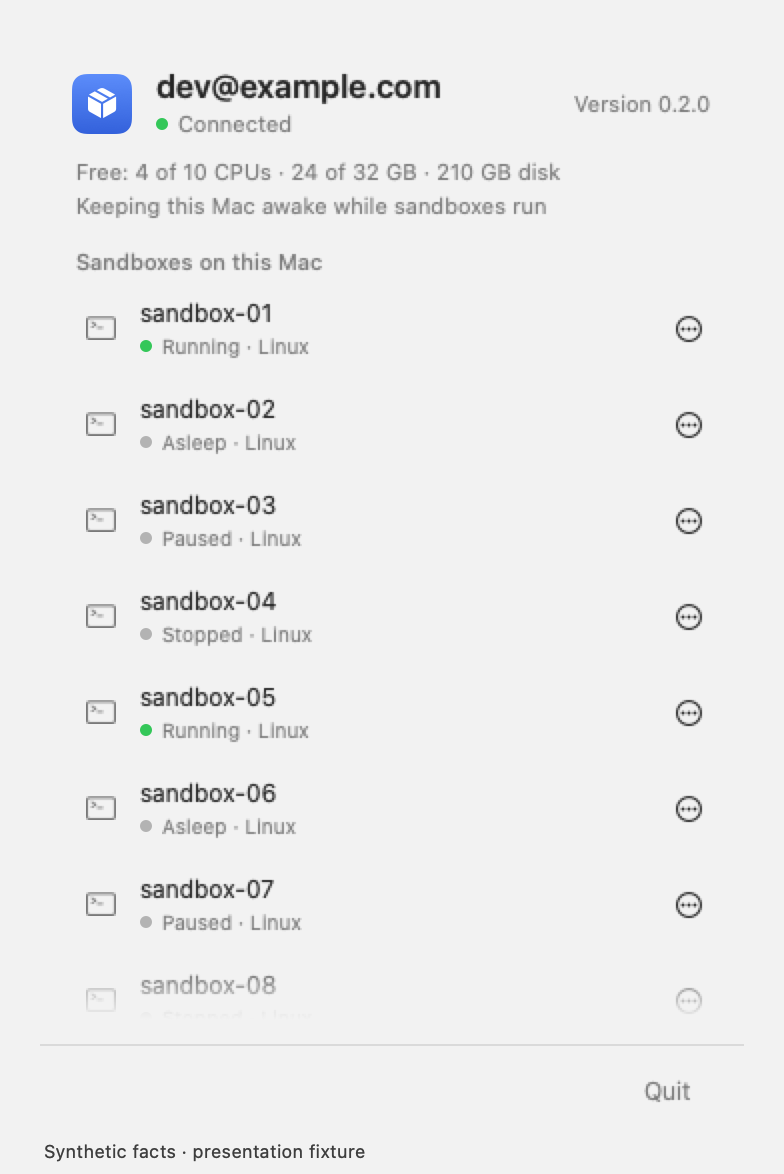 dev@example.com
Connected
Version 0.2.0
Free: 4 of 10 CPUs · 24 of 32 GB · 210 GB disk
Keeping this Mac awake while sandboxes run
Sandboxes on this Mac
sandbox-01
Running · Linux
sandbox-02
Asleep · Linux
sandbox-03
Paused · Linux
sandbox-04
Stopped · Linux
sandbox-05
Running · Linux
sandbox-06
Asleep · Linux
sandbox-07
Paused · Linux
sandbox-08
Quit
Synthetic facts · presentation fixture